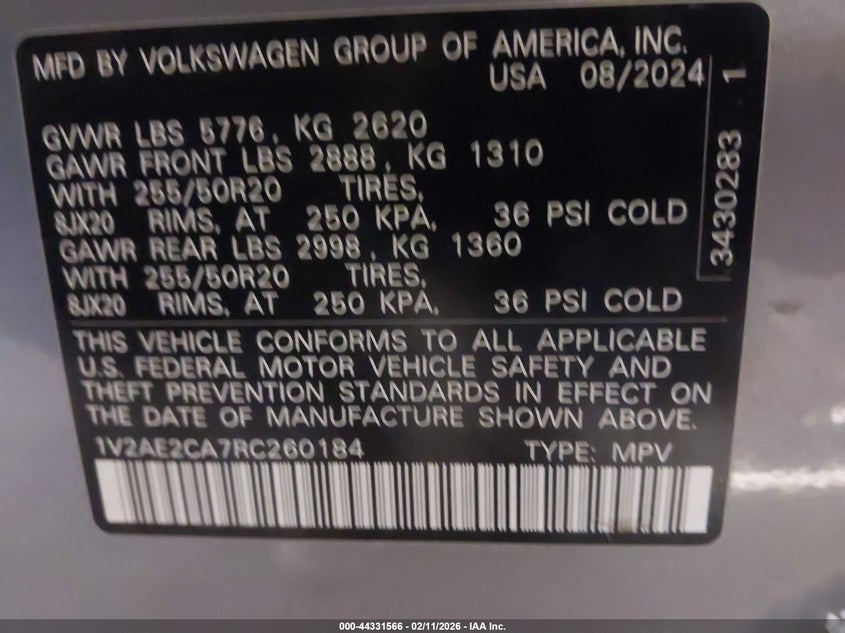 MFD BY VOLKSWAGEN GROUP OF AMERICA, INC.
USA 08/2024
GVWR LBS 5776, KG 2620
GAWR FRONT LBS 2888, KG 1310
WITH 255/50R20 TIRES,
8JX20 RIMS, AT 250 KPA, 36 PSI COLD
GAWR REAR LBS 2998, KG 1360
WITH 255/50R20 TIRES,
8JX20 RIMS, AT 250 KPA, 36 PSI COLD
3430283 1
THIS VEHICLE CONFORMS TO ALL APPLICABLE
U.S. FEDERAL MOTOR VEHICLE SAFETY AND
THEFT PREVENTION STANDARDS IN EFFECT ON
THE DATE OF MANUFACTURE SHOWN ABOVE.
1V2AE2CA7RC260184 TYPE: MPV
000-44331566 - 02/11/2026 - IAA Inc.